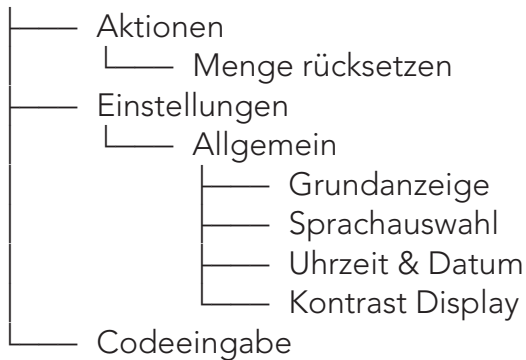 Aktionen
Menge rücksetzen
Einstellungen
Allgemein
Grundanzeige
Sprachauswahl
Uhrzeit & Datum
Kontrast Display
Codeeingabe